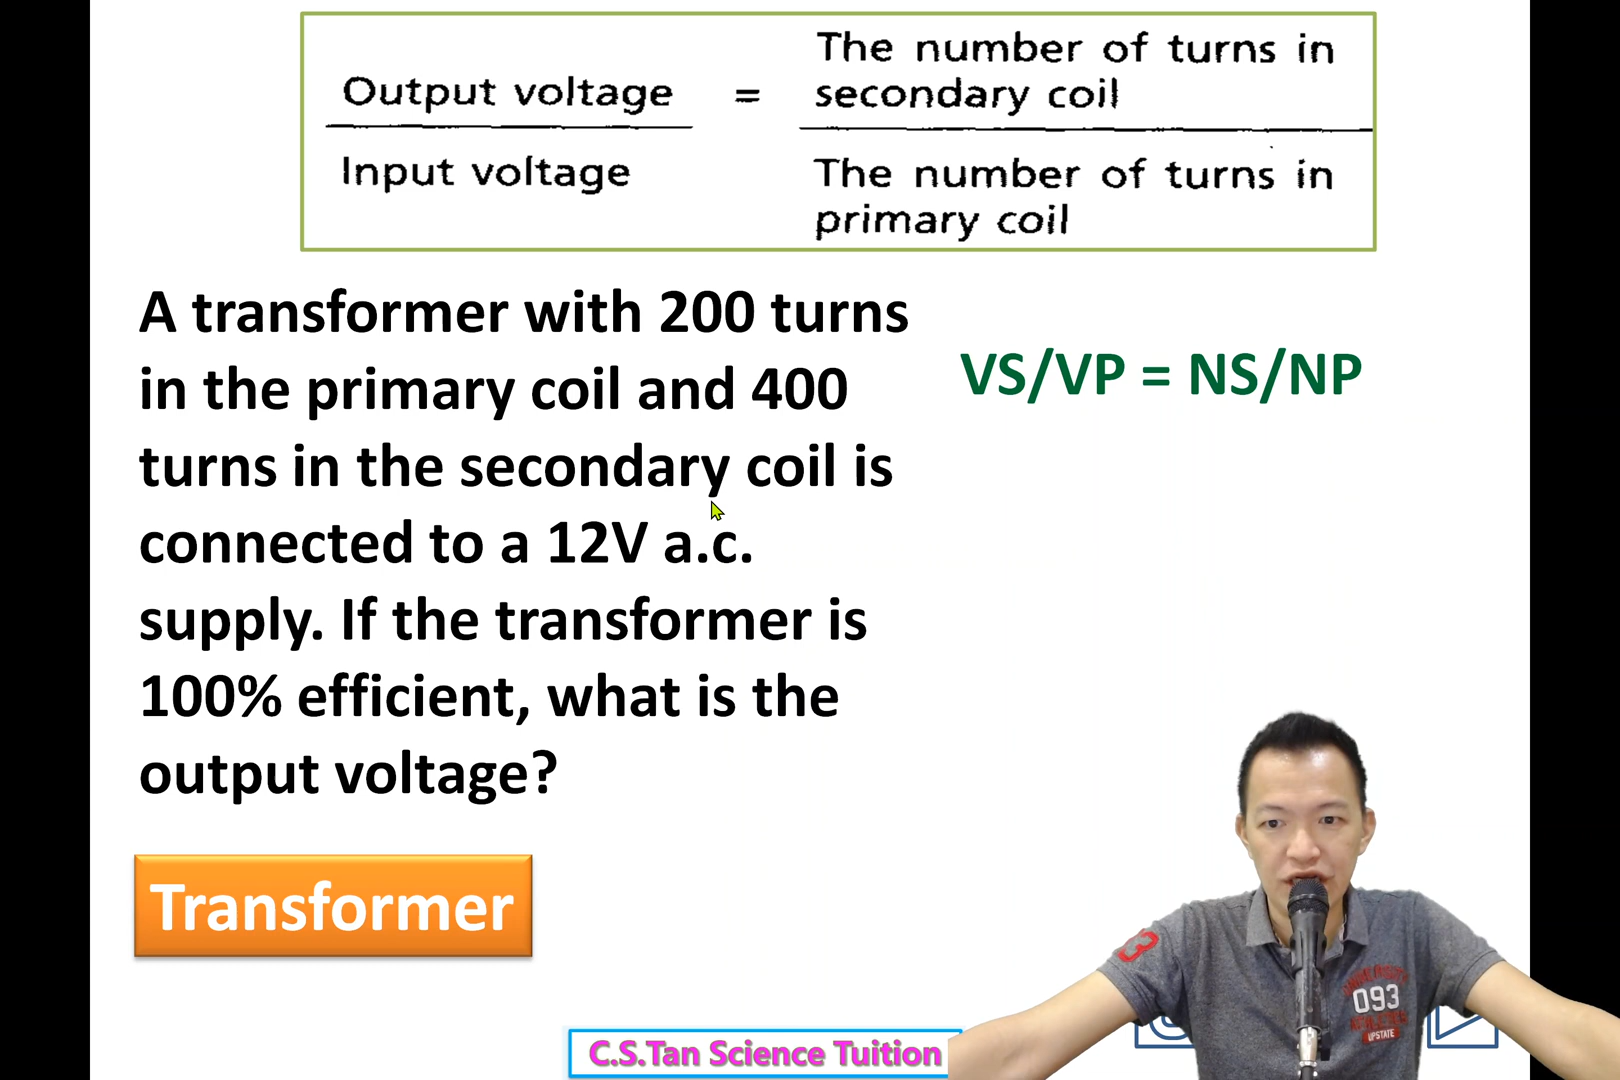 The number of turns in
Output voltage = secondary coil
Input voltage The number of turns in
primary coil
A transformer with 200 turns
in the primary coil and 400
turns in the secondary coil is
connected to a 12V a.c.
supply. If the transformer is
100% efficient, what is the
output voltage?
VS/VP = NS/NP
Transformer
093
UPSTATE
C.S.Tan Science Tuition